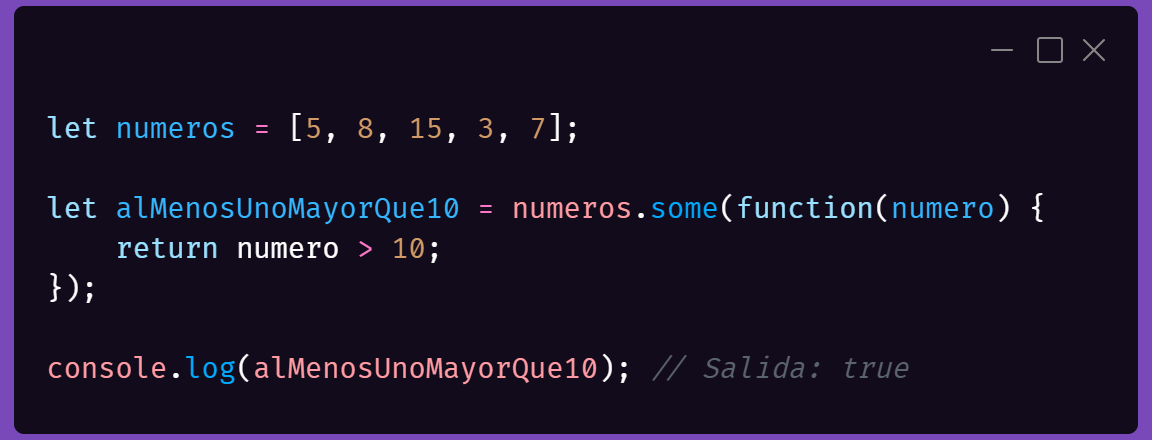 let numeros = [5, 8, 15, 3, 7];
let alMenosUnoMayorQue10 = numeros.some(function(numero) {
    return numero > 10;
});
console.log(alMenosUnoMayorQue10); // Salida: true